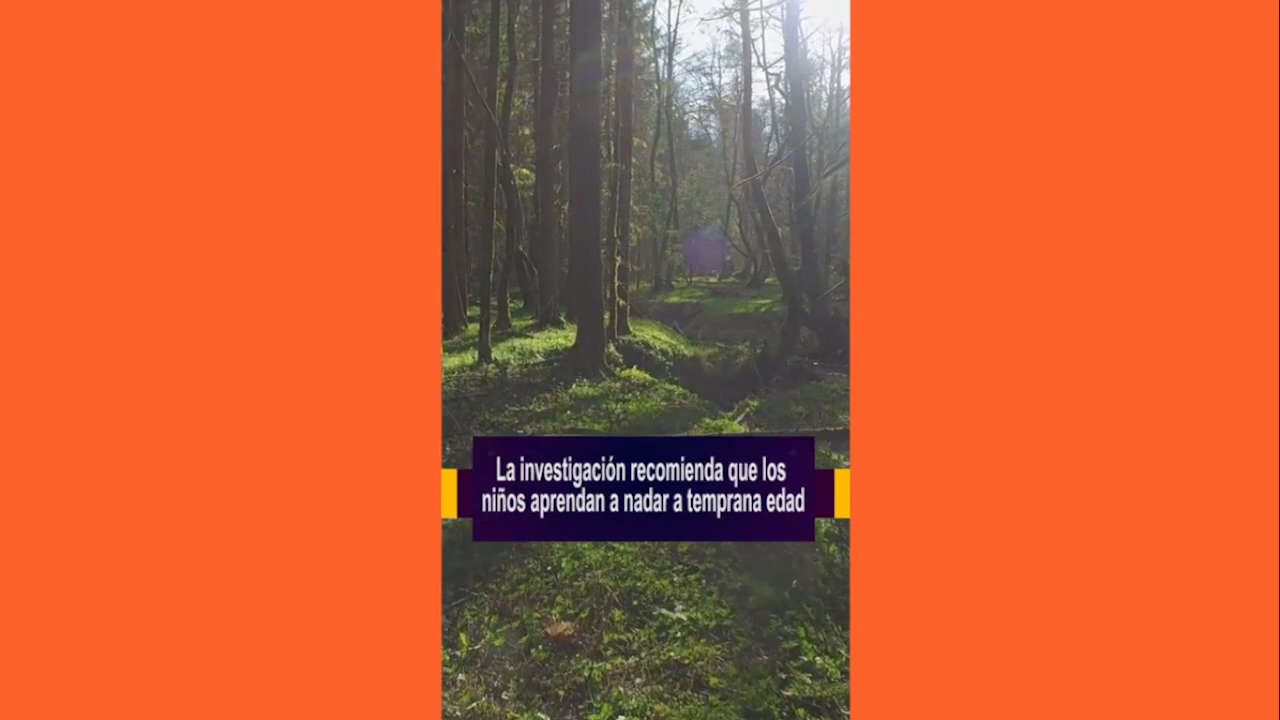 La investigación recomienda que los
niños aprendan a nadar a temprana edad